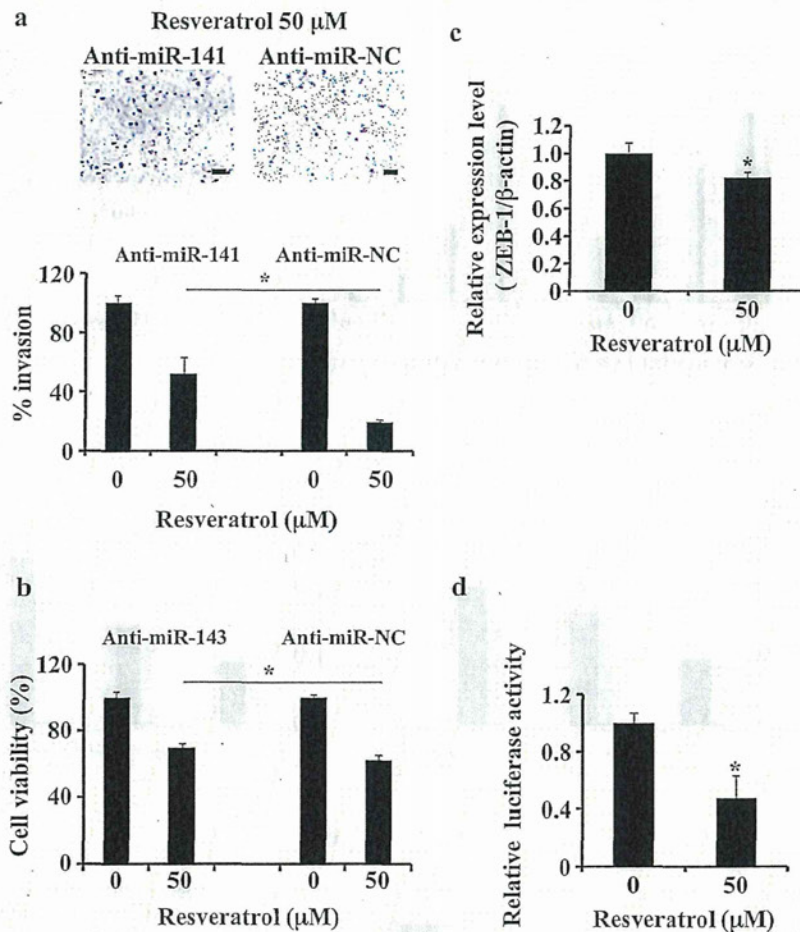 a
Resveratrol 50 μM
Anti-miR-141 Anti-miR-NC
Anti-miR-141 Anti-miR-NC
*
120
80
40
0
% invasion
0 50 0 50
Resveratrol (μM)
b
Anti-miR-143 Anti-miR-NC
*
120
80
40
0
Cell viability (%)
0 50 0 50
Resveratrol (μM)
c
Relative expression level
(ZEB-1/β-actin)
1.2
1.0
0.8
0.6
0.4
0.2
0
*
0 50
Resveratrol (μM)
d
Relative luciferase activity
1.2
0.8
0.4
0
*
0 50
Resveratrol (μM)